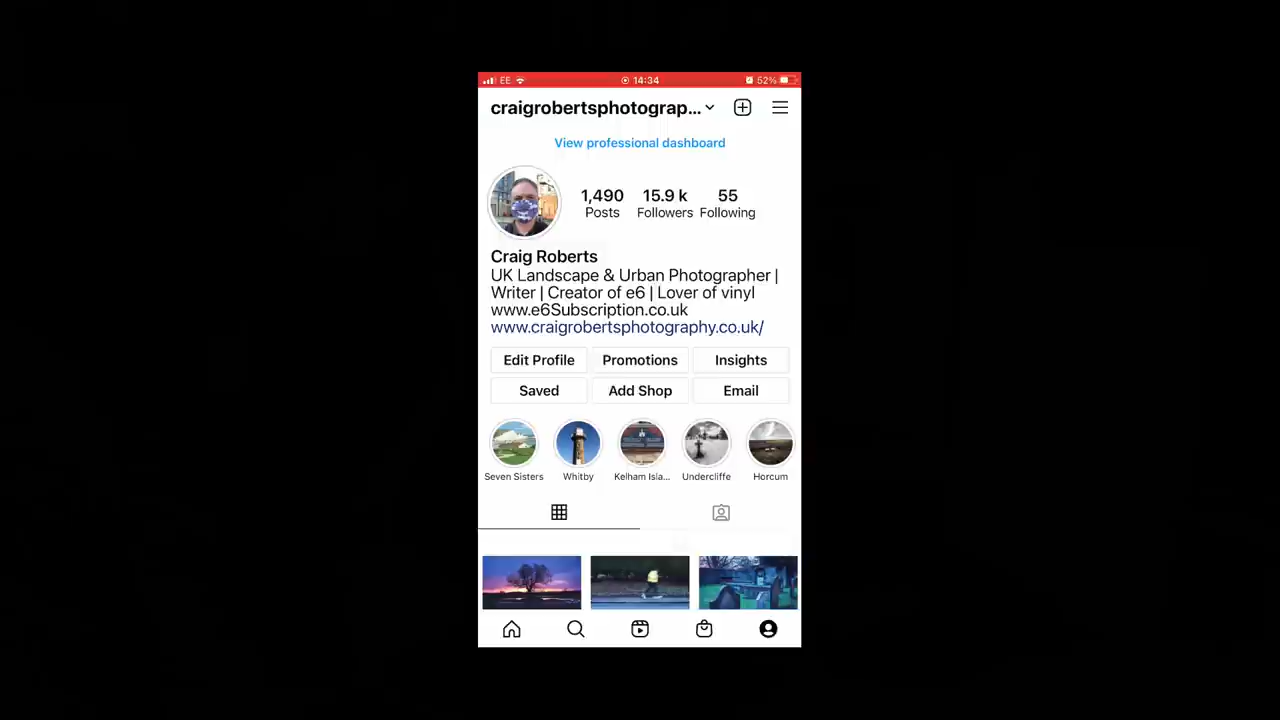 EE 14:34 52%
craigrobertsphotograp...
View professional dashboard
1,490 15.9 k 55
Posts Followers Following
Craig Roberts
UK Landscape & Urban Photographer |
Writer | Creator of e6 | Lover of vinyl
www.e6Subscription.co.uk
www.craigrobertsphotography.co.uk/
Edit Profile Promotions Insights
Saved Add Shop Email
Seven Sisters Whitby Kelham Isla... Undercliffe Horcum